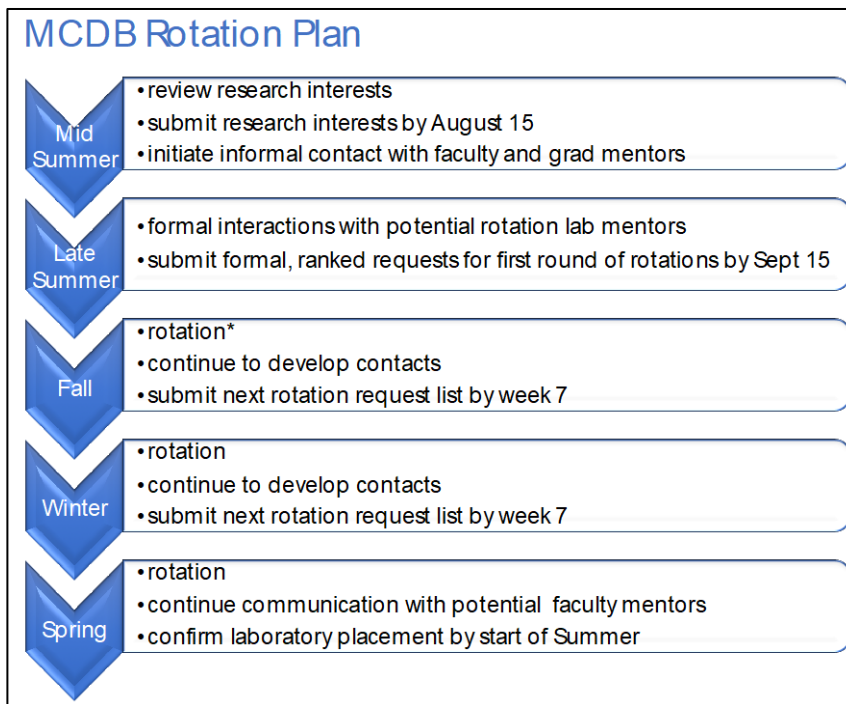 MCDB Rotation Plan
Mid
Summer
• review research interests
• submit research interests by August 15
• initiate informal contact with faculty and grad mentors
Late
Summer
• formal interactions with potential rotation lab mentors
• submit formal, ranked requests for first round of rotations by Sept 15
Fall
• rotation*
• continue to develop contacts
• submit next rotation request list by week 7
Winter
• rotation
• continue to develop contacts
• submit next rotation request list by week 7
Spring
• rotation
• continue communication with potential faculty mentors
• confirm laboratory placement by start of Summer